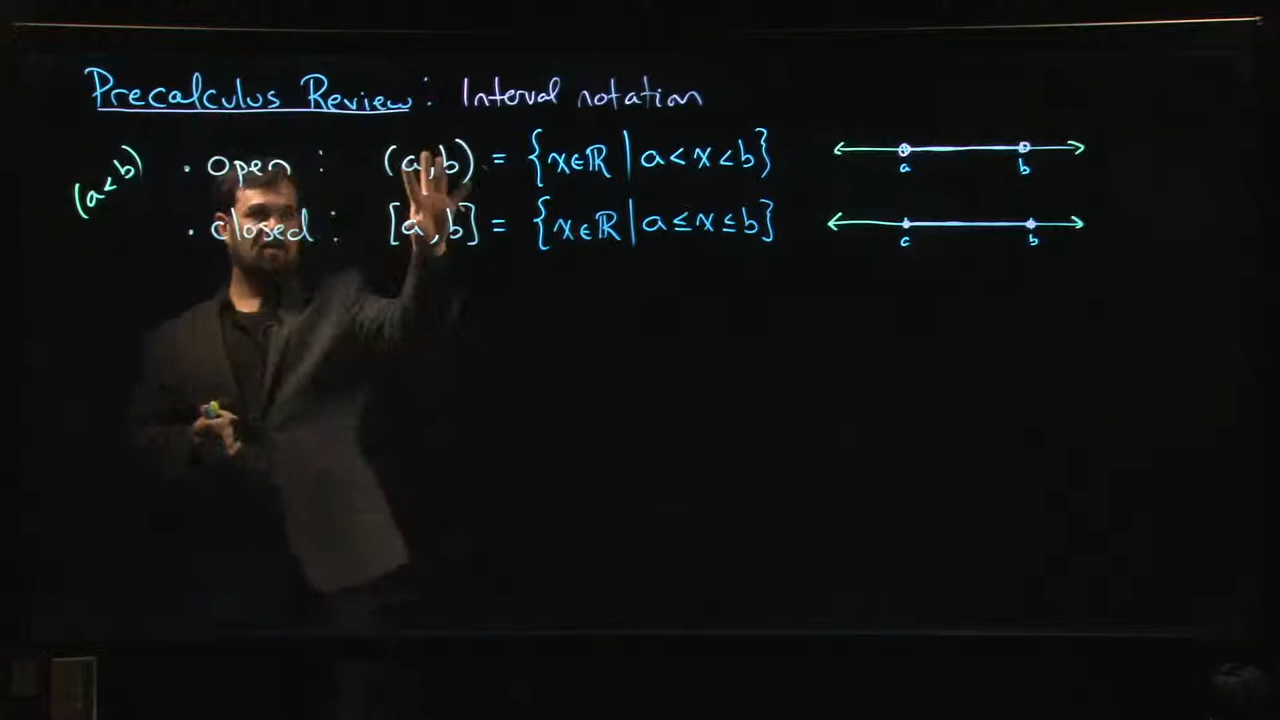 Precalculus Review: Interval notation
(a<b)
· open : (a,b) = {x∈ℝ | a<x<b}
a b
· closed : [a,b] = {x∈ℝ | a≤x≤b}
a b